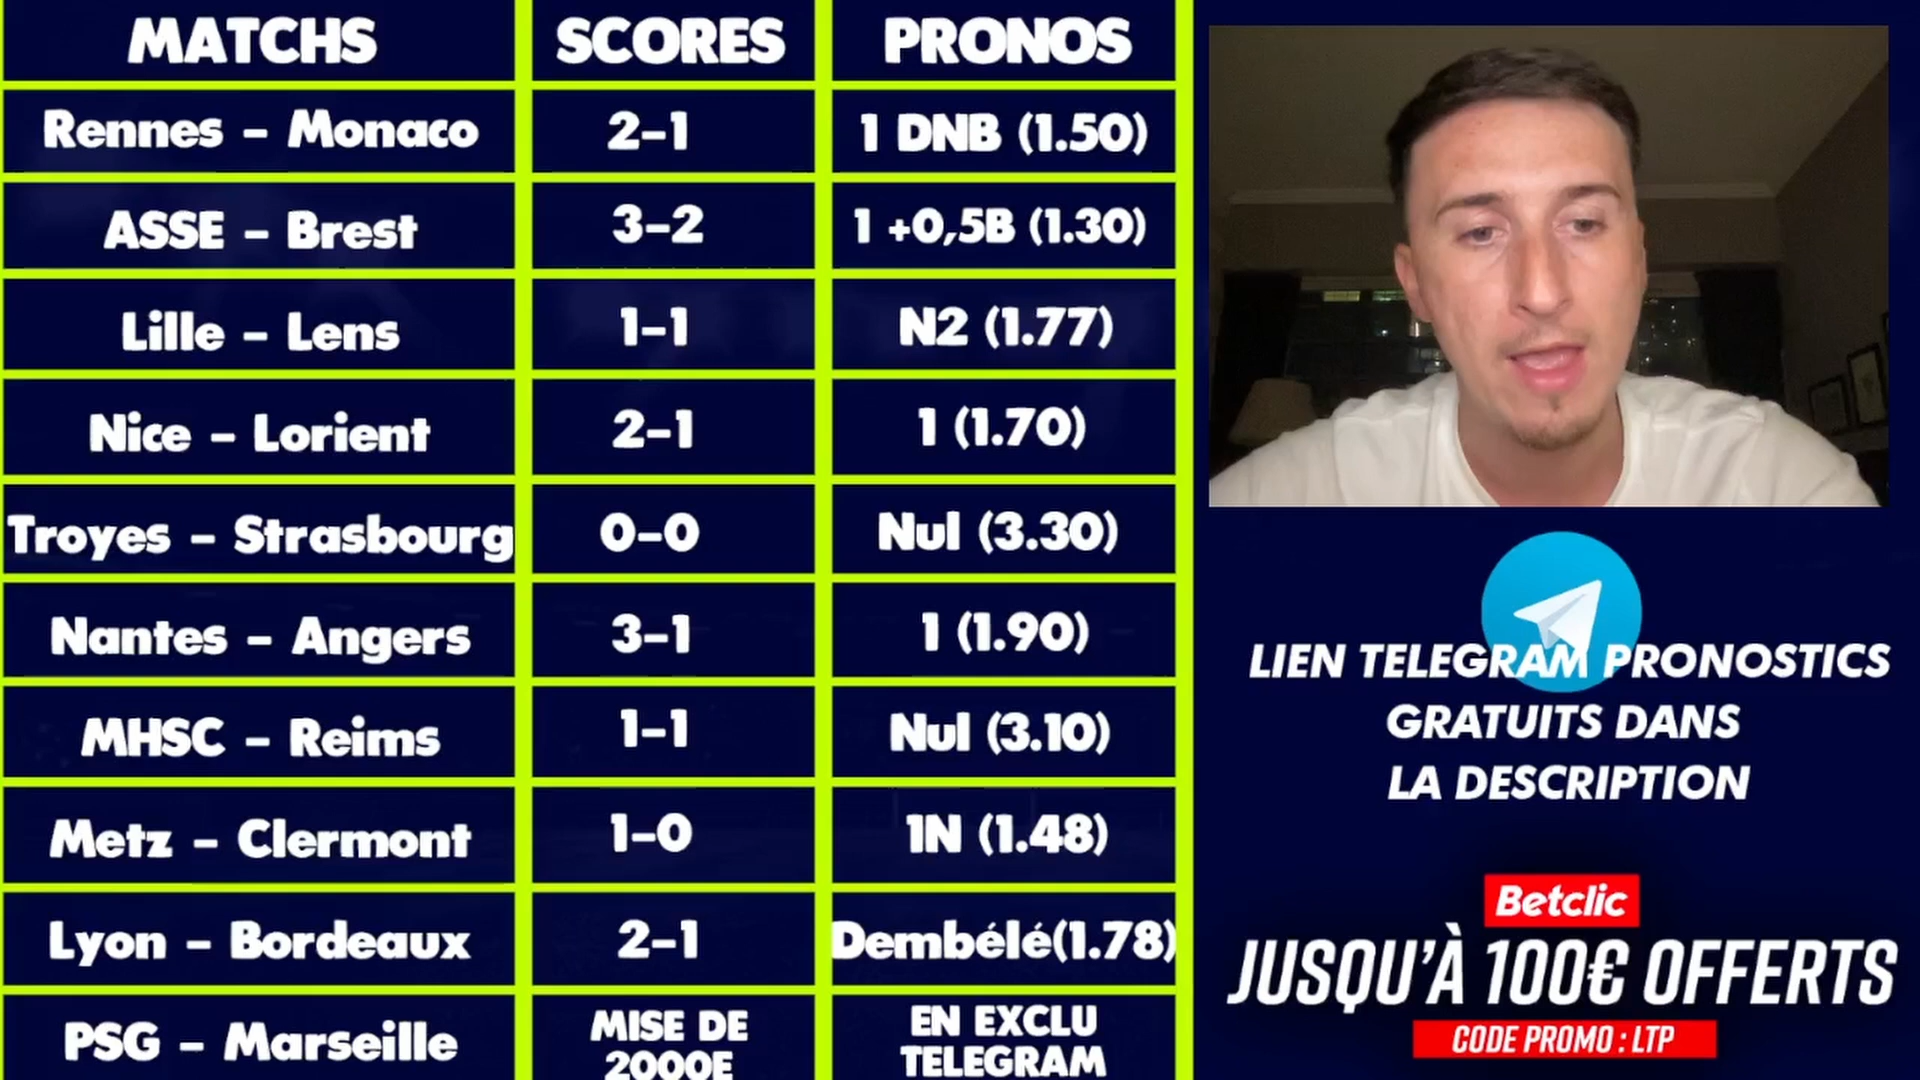 MATCHS SCORES PRONOS
Rennes – Monaco 2–1 1 DNB (1.50)
ASSE – Brest 3–2 1 +0,5B (1.30)
Lille – Lens 1–1 N2 (1.77)
Nice – Lorient 2–1 1 (1.70)
Troyes – Strasbourg 0–0 Nul (3.30)
Nantes – Angers 3–1 1 (1.90)
MHSC – Reims 1–1 Nul (3.10)
Metz – Clermont 1–0 1N (1.48)
Lyon – Bordeaux 2–1 Dembélé(1.78)
PSG – Marseille MISE DE 2000E EN EXCLU TELEGRAM
LIEN TELEGRAM PRONOSTICS
GRATUITS DANS
LA DESCRIPTION
Betclic
JUSQU'À 100€ OFFERTS
CODE PROMO : LTP